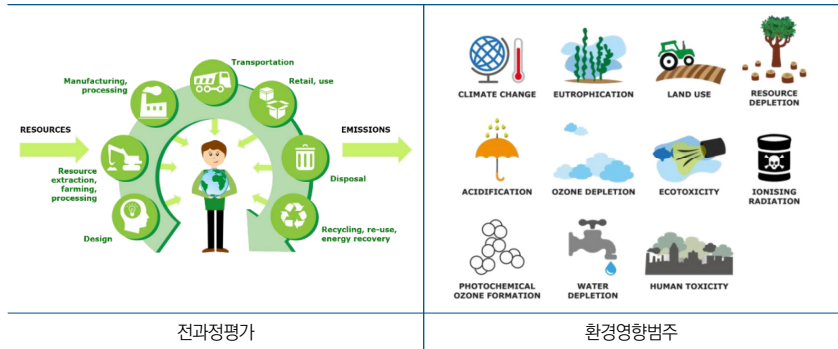 Transportation
Manufacturing,
processing
Retail, use
RESOURCES
EMISSIONS
Resource
extraction,
farming,
processing
Disposal
Design
Recycling, re-use,
energy recovery
전과정평가
CLIMATE CHANGE
EUTROPHICATION
LAND USE
RESOURCE
DEPLETION
ACIDIFICATION
OZONE DEPLETION
ECOTOXICITY
IONISING
RADIATION
PHOTOCHEMICAL
OZONE FORMATION
WATER
DEPLETION
HUMAN TOXICITY
환경영향범주